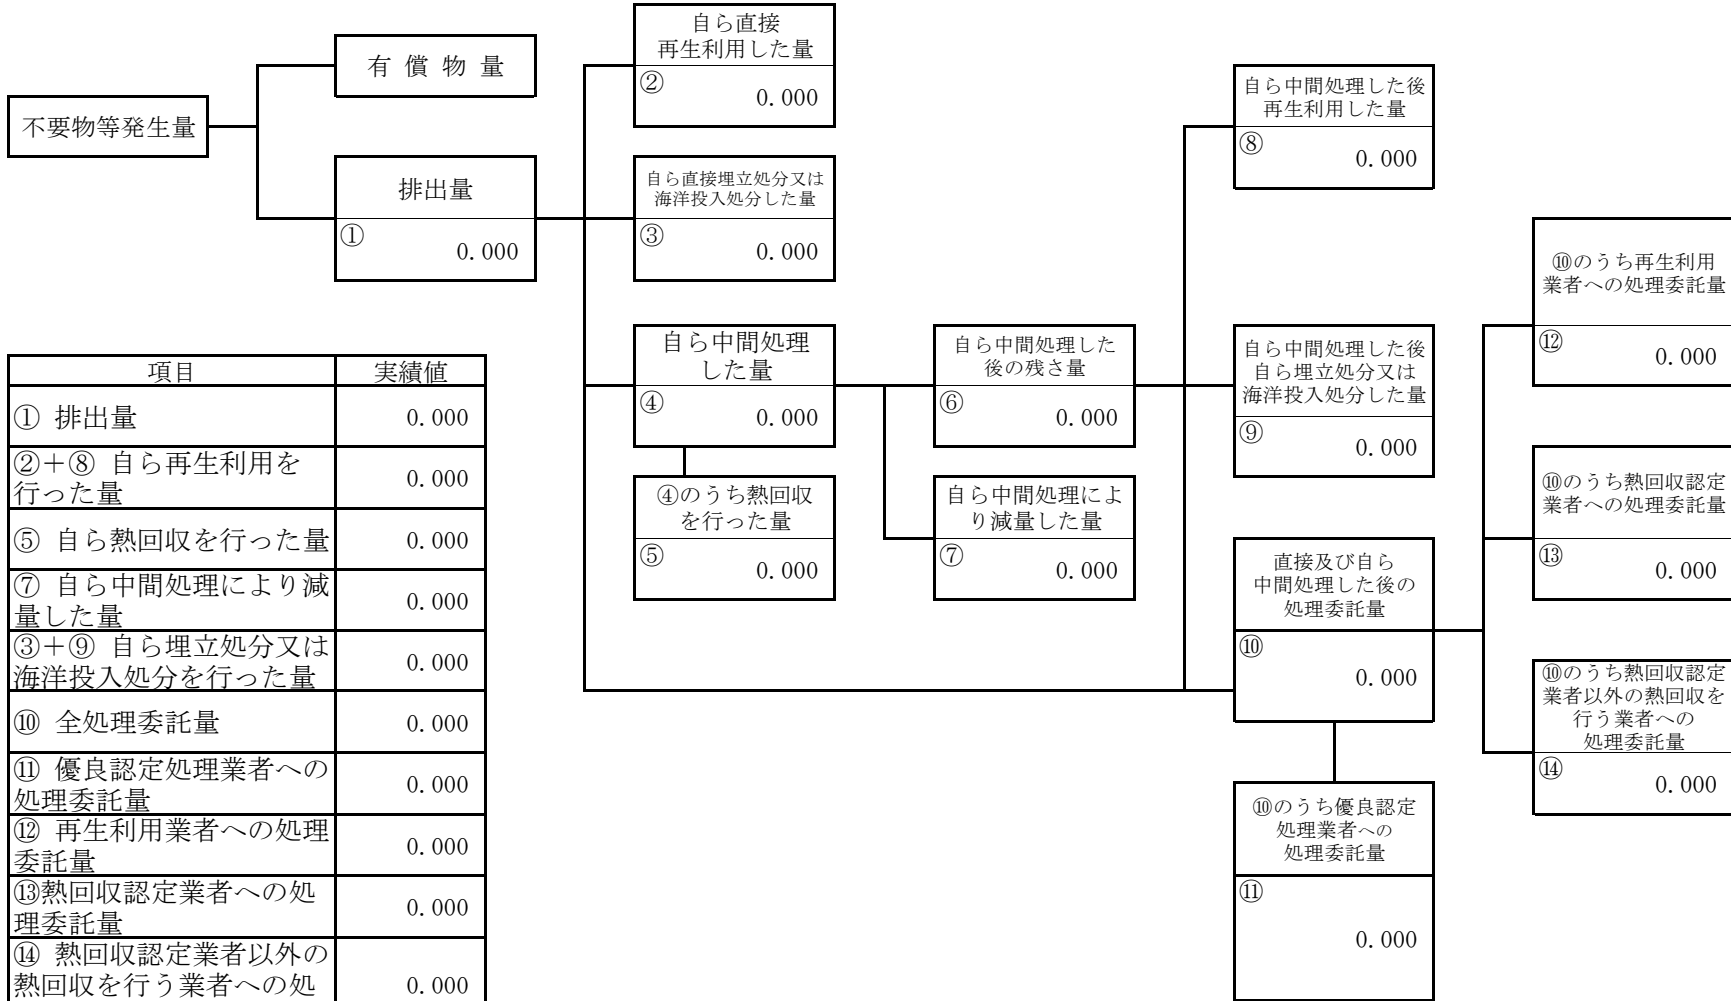 不要物等発生量
有 償 物 量
排出量
①
0.000
自ら直接
再生利用した量
②
0.000
自ら直接埋立処分又は
海洋投入処分した量
③
0.000
自ら中間処理
した量
④
0.000
④のうち熱回収
を行った量
⑤
0.000
自ら中間処理した
後の残さ量
⑥
0.000
自ら中間処理によ
り減量した量
⑦
0.000
自ら中間処理した後
再生利用した量
⑧
0.000
自ら中間処理した後
自ら埋立処分又は
海洋投入処分した量
⑨
0.000
直接及び自ら
中間処理した後の
処理委託量
⑩
0.000
⑩のうち優良認定
処理業者への
処理委託量
⑪
0.000
⑩のうち再生利用
業者への処理委託量
⑫
0.000
⑩のうち熱回収認定
業者への処理委託量
⑬
0.000
⑩のうち熱回収認定
業者以外の熱回収を
行う業者への
処理委託量
⑭
0.000
項目 実績値
① 排出量 0.000
②＋⑧ 自ら再生利用を
行った量 0.000
⑤ 自ら熱回収を行った量 0.000
⑦ 自ら中間処理により減
量した量 0.000
③＋⑨ 自ら埋立処分又は
海洋投入処分を行った量 0.000
⑩ 全処理委託量 0.000
⑪ 優良認定処理業者への
処理委託量 0.000
⑫ 再生利用業者への処理
委託量 0.000
⑬熱回収認定業者への処
理委託量 0.000
⑭ 熱回収認定業者以外の
熱回収を行う業者への処 0.000